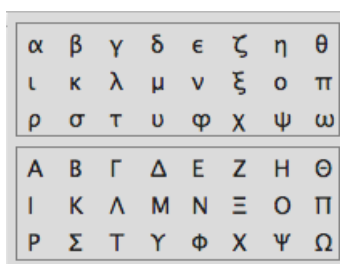 α β γ δ ϵ ζ η θ
ι κ λ μ ν ξ ο π
ρ σ τ υ φ χ ψ ω
Α Β Γ Δ Ε Ζ Η Θ
Ι Κ Λ Μ Ν Ξ Ο Π
Ρ Σ Τ Υ Φ Χ Ψ Ω